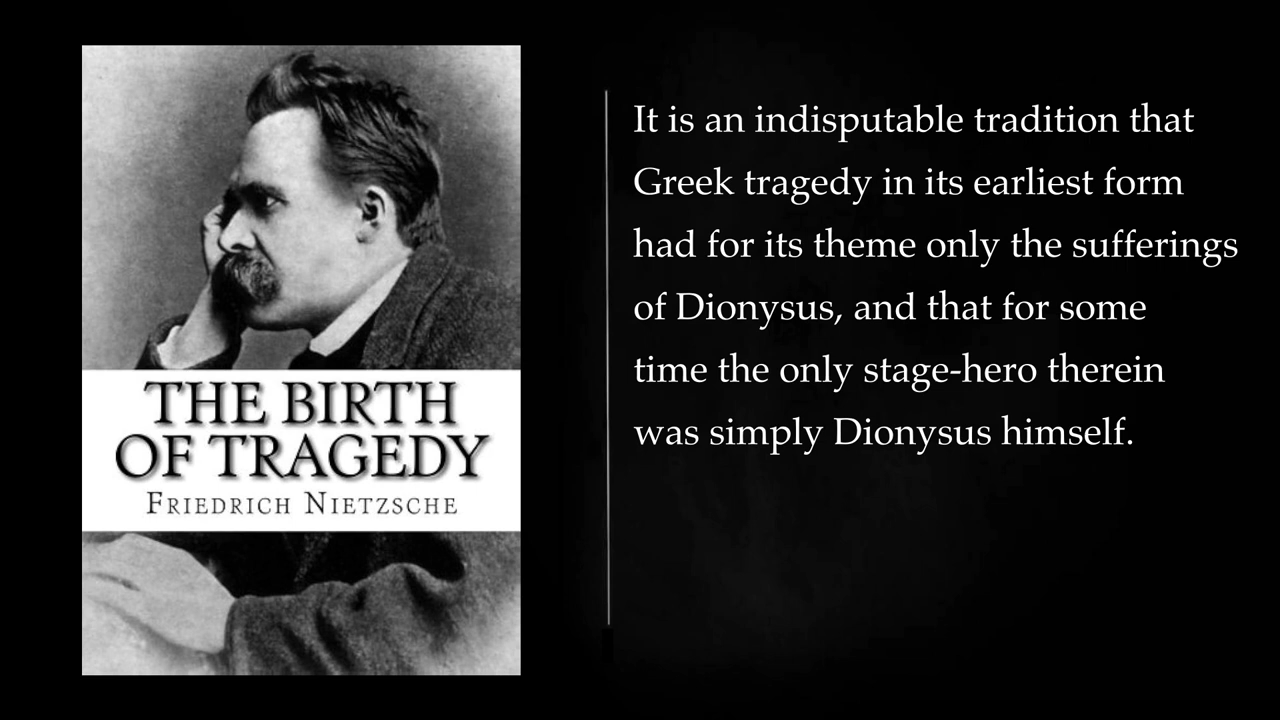 THE BIRTH
OF TRAGEDY
Friedrich Nietzsche
It is an indisputable tradition that
Greek tragedy in its earliest form
had for its theme only the sufferings
of Dionysus, and that for some
time the only stage-hero therein
was simply Dionysus himself.